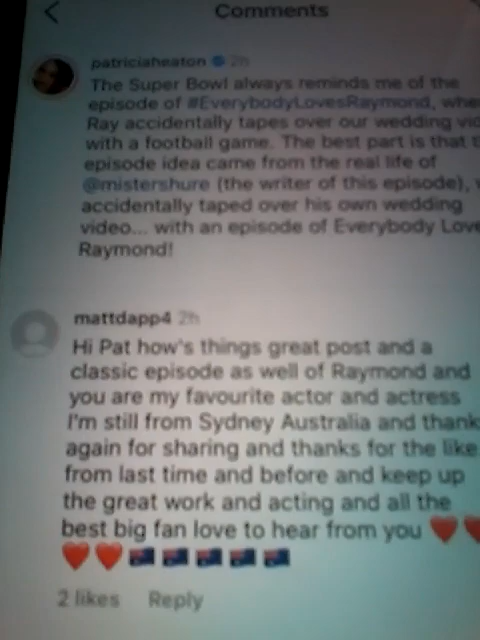 Comments
patriciaheaton 2h
The Super Bowl always reminds me of the
episode of #EverybodyLovesRaymond,
Ray accidentally tapes over our wedding
with a football game. The best part is that
episode idea came from the real life of
@mistershure (the writer of this episode),
accidentally taped over his own wedding
video... with an episode of Everybody
Raymond!
mattdapp4 2h
Hi Pat how's things great post and a
classic episode as well of Raymond and
you are my favourite actor and actress
I'm still from Sydney Australia and thank
again for sharing and thanks for the like
from last time and before and keep up
the great work and acting and all the
best big fan love to hear from you ❤️❤️
❤️❤️🇦🇺🇦🇺🇦🇺🇦🇺🇦🇺
2 likes Reply